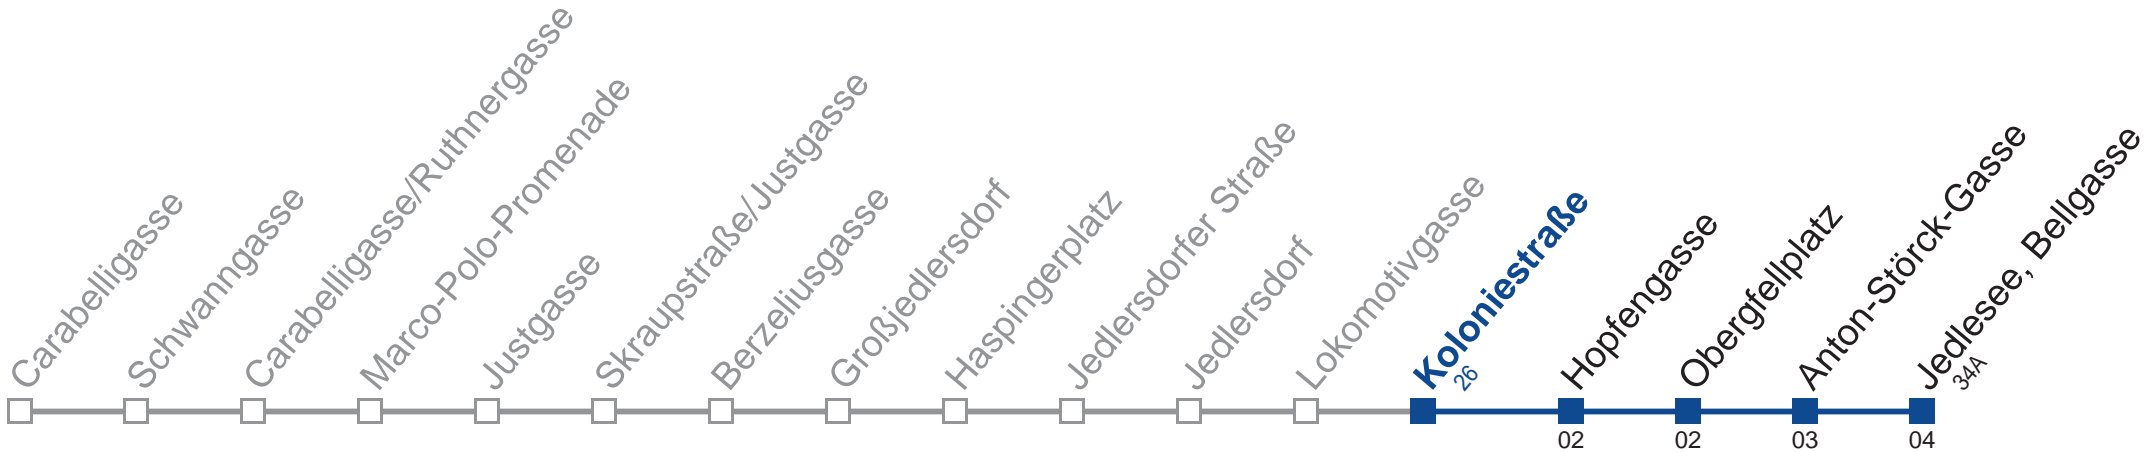 Carabelligasse
Schwanngasse
Carabelligasse/Ruthnergasse
Marco-Polo-Promenade
Justgasse
Skraupstraße/Justgasse
Berzeliusgasse
Großjedlersdorf
Haspingerplatz
Jedlersdorfer Straße
Jedlersdorf
Lokomotivgasse
Koloniestraße
26
Hopfengasse
Obergfellplatz
Anton-Störck-Gasse
Jedlesee, Bellgasse
34A
02
02
03
04